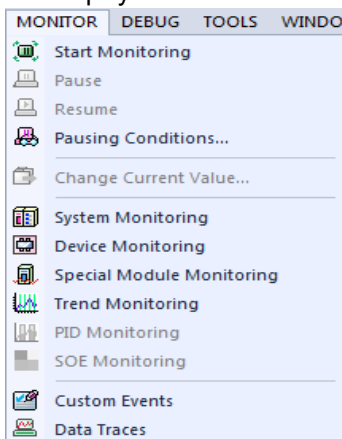 MONITOR DEBUG TOOLS WINDO
Start Monitoring
Pause
Resume
Pausing Conditions...
Change Current Value...
System Monitoring
Device Monitoring
Special Module Monitoring
Trend Monitoring
PID Monitoring
SOE Monitoring
Custom Events
Data Traces